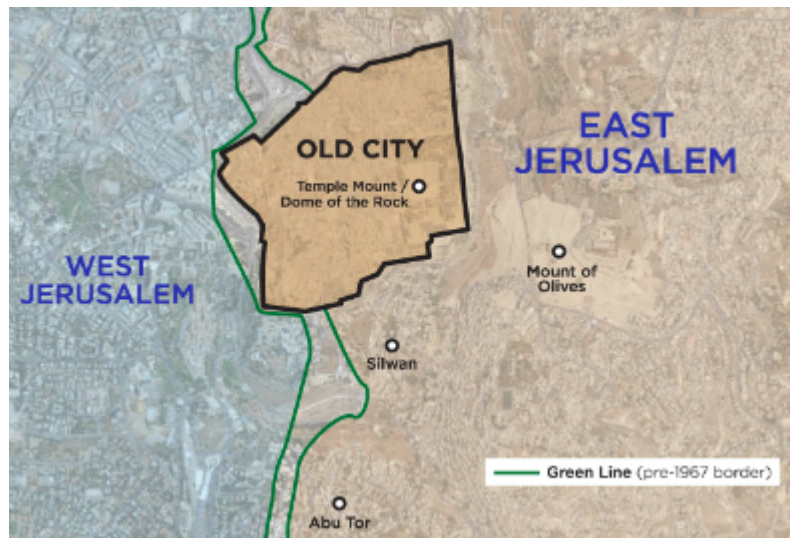 OLD CITY
Temple Mount /
Dome of the Rock
EAST
JERUSALEM
WEST
JERUSALEM
Mount of
Olives
Silwan
Green Line (pre-1967 border)
Abu Tor